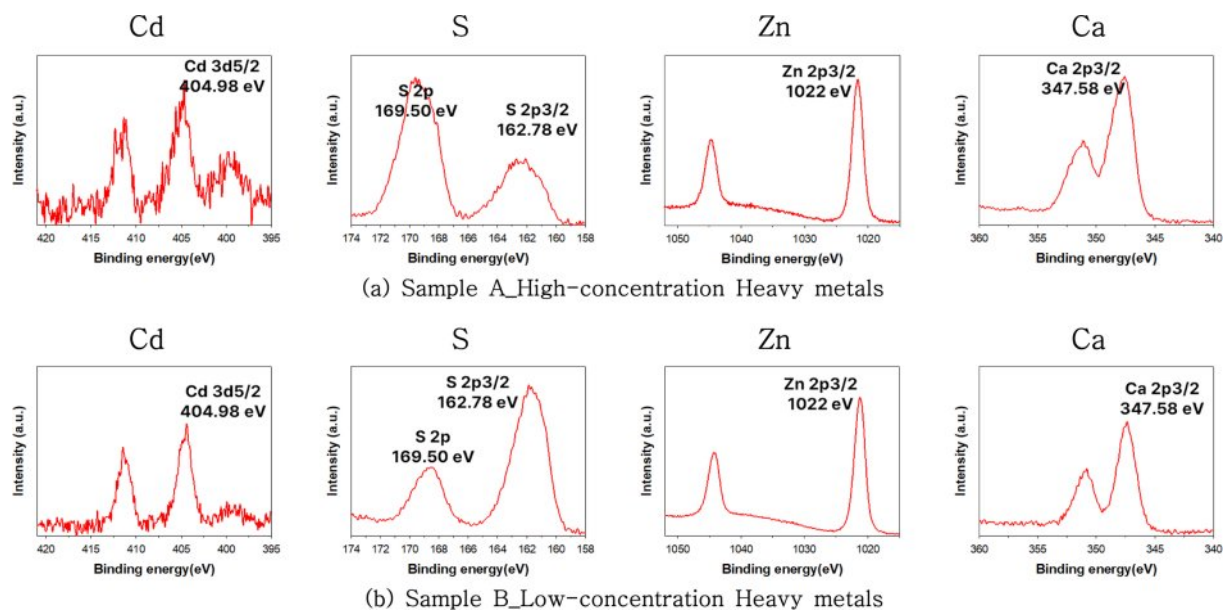 Cd S Zn Ca
Cd 3d5/2
404.98 eV
Intensity (a.u.)
420 415 410 405 400 395
Binding energy(eV)
S 2p
169.50 eV
S 2p3/2
162.78 eV
Intensity (a.u.)
174 172 170 168 166 164 162 160 158
Binding energy(eV)
Zn 2p3/2
1022 eV
Intensity (a.u.)
1050 1040 1030 1020
Binding energy(eV)
Ca 2p3/2
347.58 eV
Intensity (a.u.)
360 355 350 345 340
Binding energy(eV)
(a) Sample A_High-concentration Heavy metals
Cd S Zn Ca
Cd 3d5/2
404.98 eV
Intensity (a.u.)
420 415 410 405 400 395
Binding energy(eV)
S 2p3/2
162.78 eV
S 2p
169.50 eV
Intensity (a.u.)
174 172 170 168 166 164 162 160 158
Binding energy(eV)
Zn 2p3/2
1022 eV
Intensity (a.u.)
1050 1040 1030 1020
Binding energy(eV)
Ca 2p3/2
347.58 eV
Intensity (a.u.)
360 355 350 345 340
Binding energy(eV)
(b) Sample B_Low-concentration Heavy metals